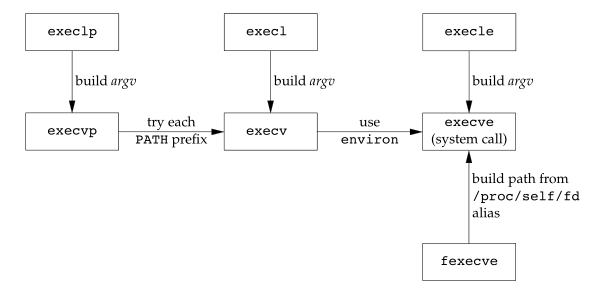 execlp
execl
execle
build argv
build argv
build argv
execvp
try each
PATH prefix
execv
use
environ
execve
(system call)
build path from
/proc/self/fd
alias
fexecve